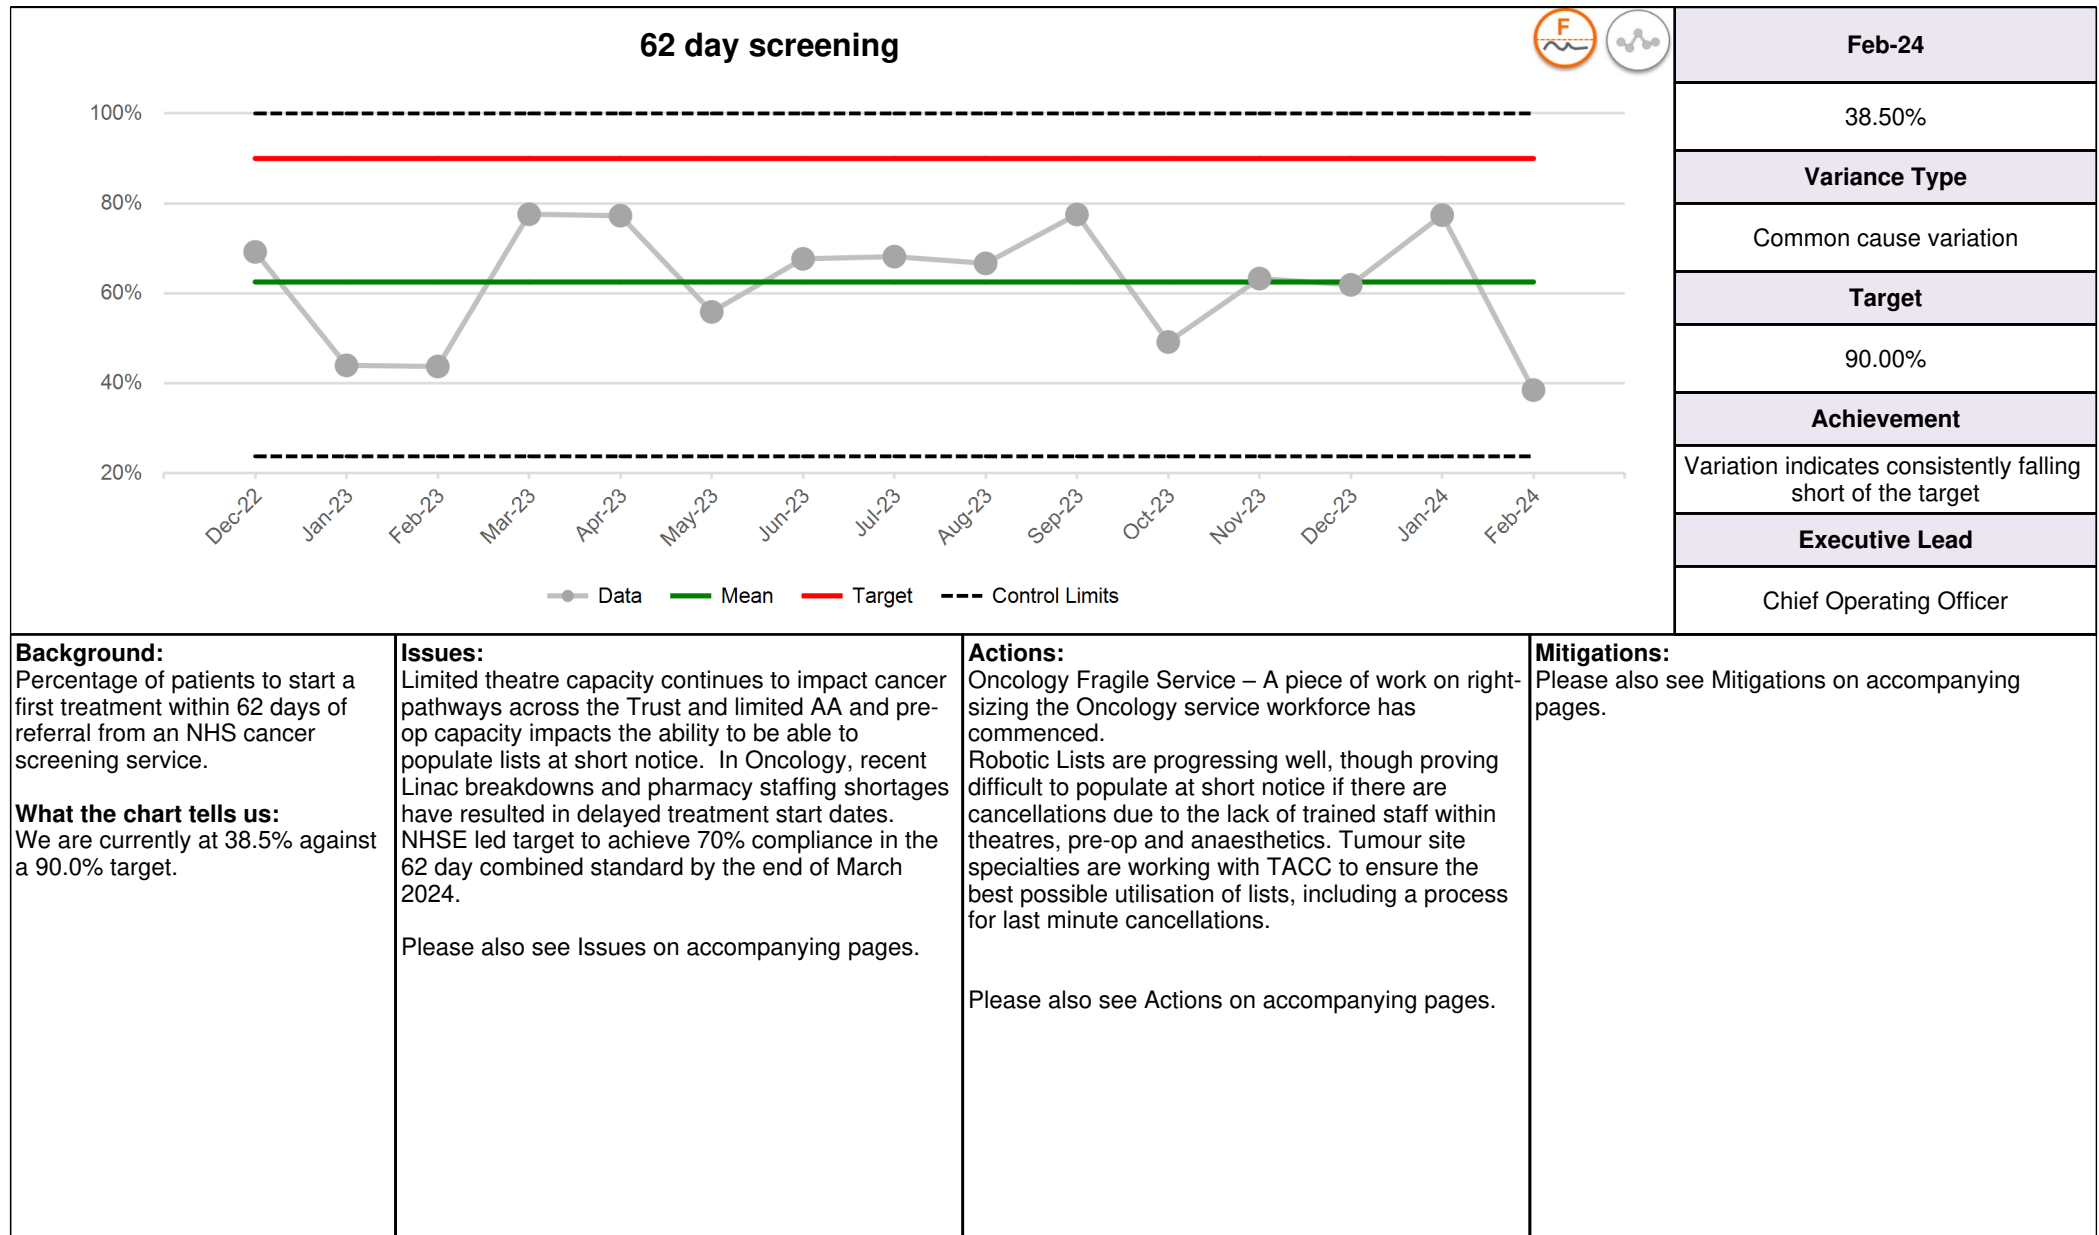 62 day screening
F
100%
80%
60%
40%
20%
Dec-22
Jan-23
Feb-23
Mar-23
Apr-23
May-23
Jun-23
Jul-23
Aug-23
Sep-23
Oct-23
Nov-23
Dec-23
Jan-24
Feb-24
Data
Mean
Target
Control Limits
Feb-24
38.50%
Variance Type
Common cause variation
Target
90.00%
Achievement
Variation indicates consistently falling
short of the target
Executive Lead
Chief Operating Officer
Background:
Percentage of patients to start a
first treatment within 62 days of
referral from an NHS cancer
screening service.
What the chart tells us:
We are currently at 38.5% against
a 90.0% target.
Issues:
Limited theatre capacity continues to impact cancer
pathways across the Trust and limited AA and pre-
op capacity impacts the ability to be able to
populate lists at short notice.  In Oncology, recent
Linac breakdowns and pharmacy staffing shortages
have resulted in delayed treatment start dates.
NHSE led target to achieve 70% compliance in the
62 day combined standard by the end of March
2024.
Please also see Issues on accompanying pages.
Actions:
Oncology Fragile Service – A piece of work on right-
sizing the Oncology service workforce has
commenced.
Robotic Lists are progressing well, though proving
difficult to populate at short notice if there are
cancellations due to the lack of trained staff within
theatres, pre-op and anaesthetics. Tumour site
specialties are working with TACC to ensure the
best possible utilisation of lists, including a process
for last minute cancellations.
Please also see Actions on accompanying pages.
Mitigations:
Please also see Mitigations on accompanying
pages.